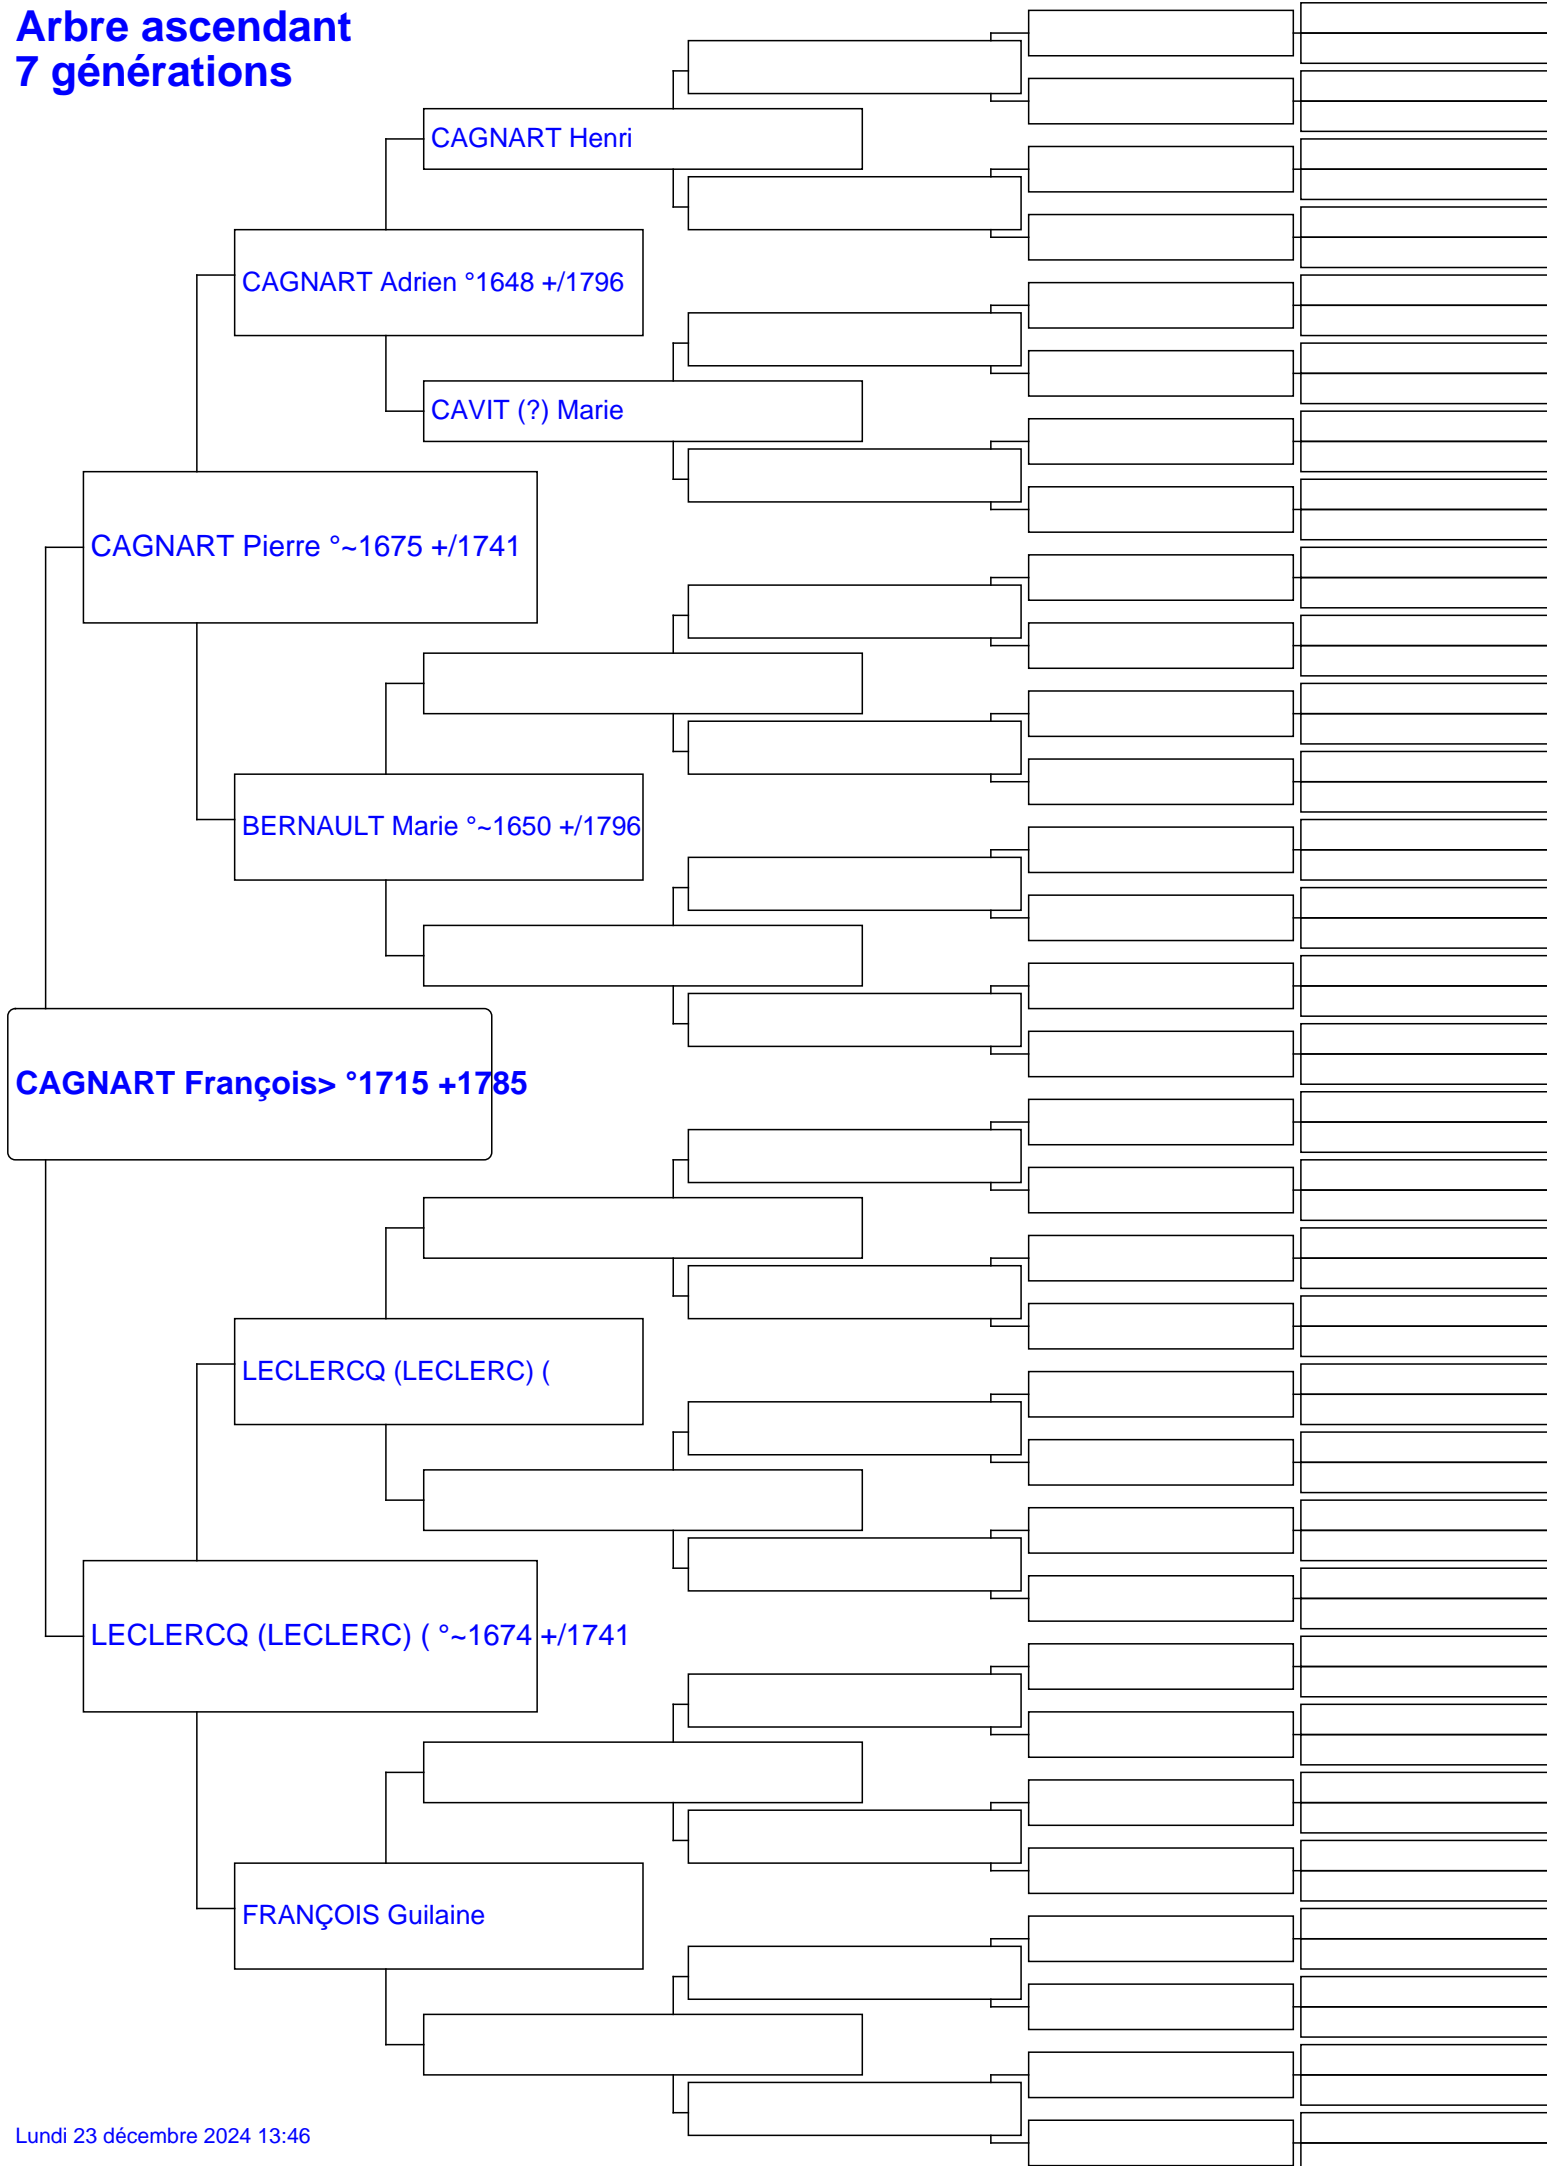 Arbre ascendant
7 générations
CAGNART Henri
CAGNART Adrien °1648 +/1796
CAVIT (?) Marie
CAGNART Pierre °~1675 +/1741
BERNAULT Marie °~1650 +/1796
CAGNART François> °1715 +1785
LECLERCQ (LECLERC) (
LECLERCQ (LECLERC) ( °~1674 +/1741
FRANÇOIS Guilaine
Lundi 23 décembre 2024 13:46